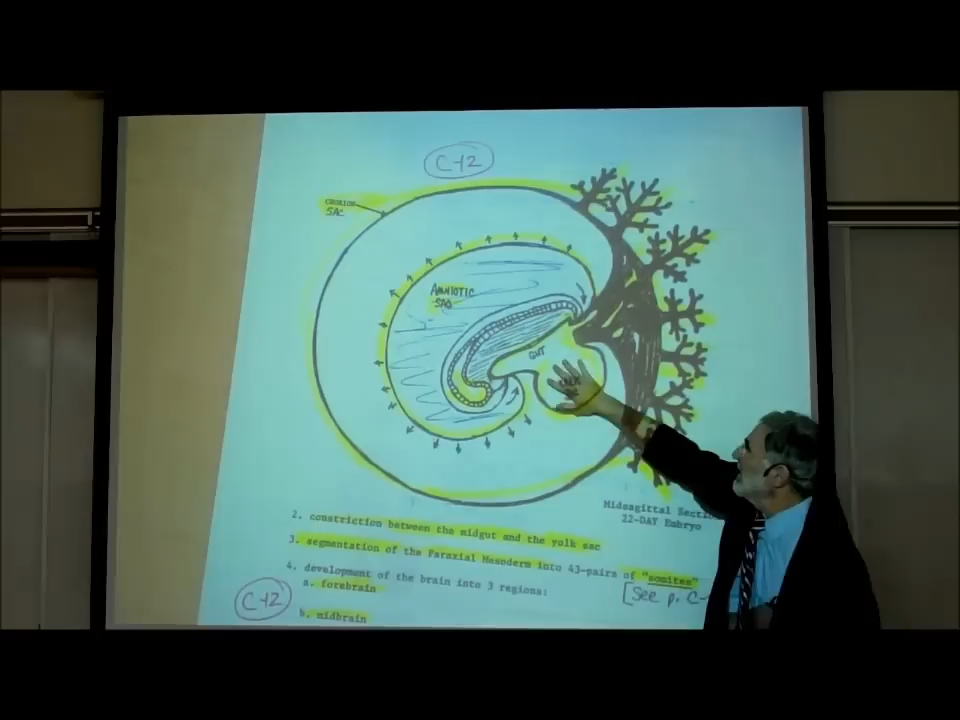 C-12
CHORION
SAC
AMNIOTIC
SAC
GUT
Midsagittal
22-DAY Embryo
2. constriction between the midgut and the yolk sac
3. segmentation of the Paraxial Mesoderm into 43-pairs of "somites"
4. development of the brain into 3 regions:
[See p. C-
a. forebrain
C-12
b. midbrain